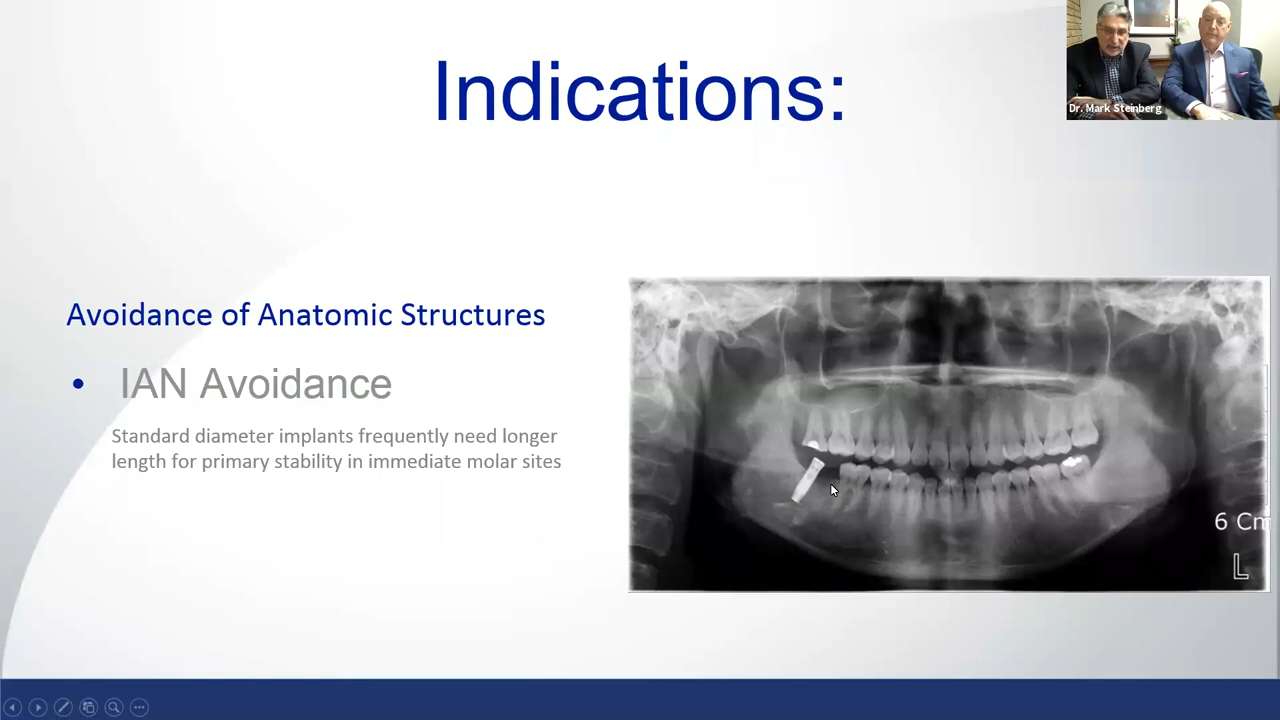 Indications:
Dr. Mark Steinberg
Avoidance of Anatomic Structures
• IAN Avoidance
Standard diameter implants frequently need longer
length for primary stability in immediate molar sites
6 Cm
L